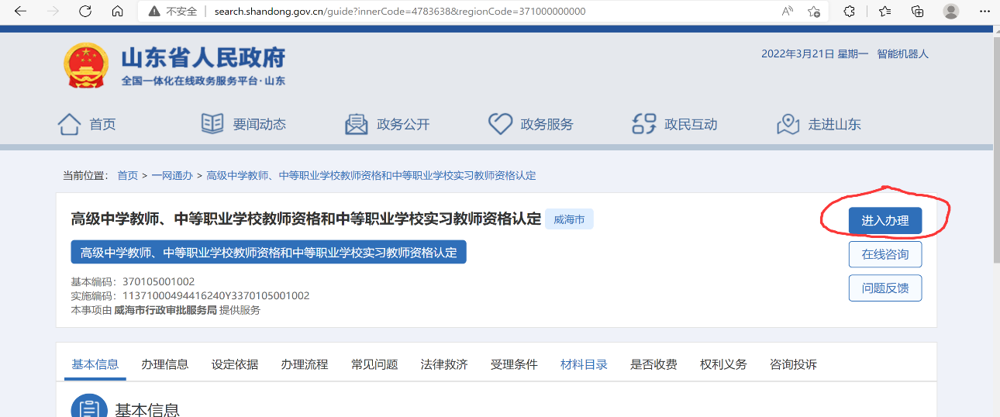 不安全 search.shandong.gov.cn/guide?innerCode=4783638&regionCode=371000000000
山东省人民政府
全国一体化在线政务服务平台·山东
2022年3月21日 星期一 智能机器人
首页 要闻动态 政务公开 政务服务 政民互动 走进山东
当前位置: 首页 > 一网通办 > 高级中学教师、中等职业学校教师资格和中等职业学校实习教师资格认定
高级中学教师、中等职业学校教师资格和中等职业学校实习教师资格认定 威海市
进入办理
高级中学教师、中等职业学校教师资格和中等职业学校实习教师资格认定
在线咨询
基本编码: 370105001002
问题反馈
实施编码: 11371000494416240Y3370105001002
本事项由 威海市行政审批服务局 提供服务
基本信息 办理信息 设定依据 办理流程 常见问题 法律救济 受理条件 材料目录 是否收费 权利义务 咨询投诉
基本信息